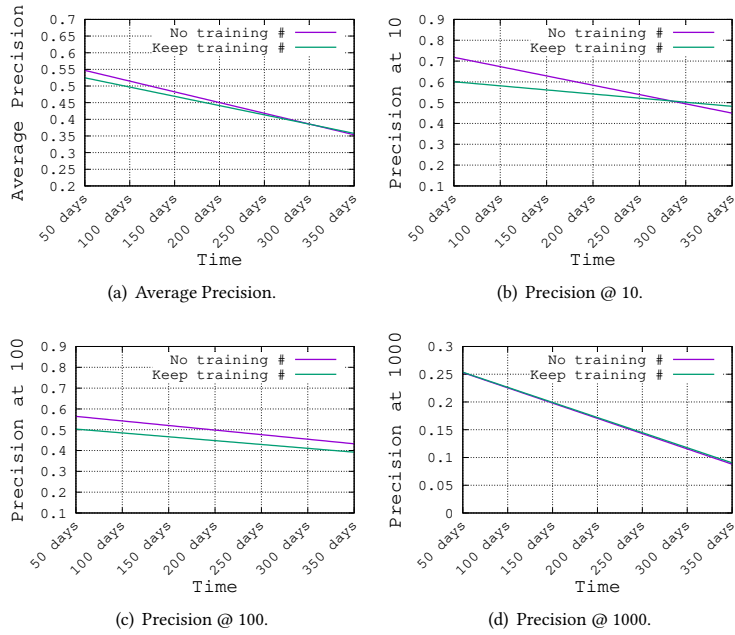 Average Precision
0.7
0.65
0.6
0.55
0.5
0.45
0.4
0.35
0.3
0.25
0.2
No training #
Keep training #
50 days
100 days
150 days
200 days
250 days
300 days
350 days
Time
(a) Average Precision.
Precision at 10
0.9
0.8
0.7
0.6
0.5
0.4
0.3
0.2
0.1
No training #
Keep training #
50 days
100 days
150 days
200 days
250 days
300 days
350 days
Time
(b) Precision @ 10.
Precision at 100
0.9
0.8
0.7
0.6
0.5
0.4
0.3
0.2
0.1
No training #
Keep training #
50 days
100 days
150 days
200 days
250 days
300 days
350 days
Time
(c) Precision @ 100.
Precision at 1000
0.3
0.25
0.2
0.15
0.1
0.05
0
No training #
Keep training #
50 days
100 days
150 days
200 days
250 days
300 days
350 days
Time
(d) Precision @ 1000.